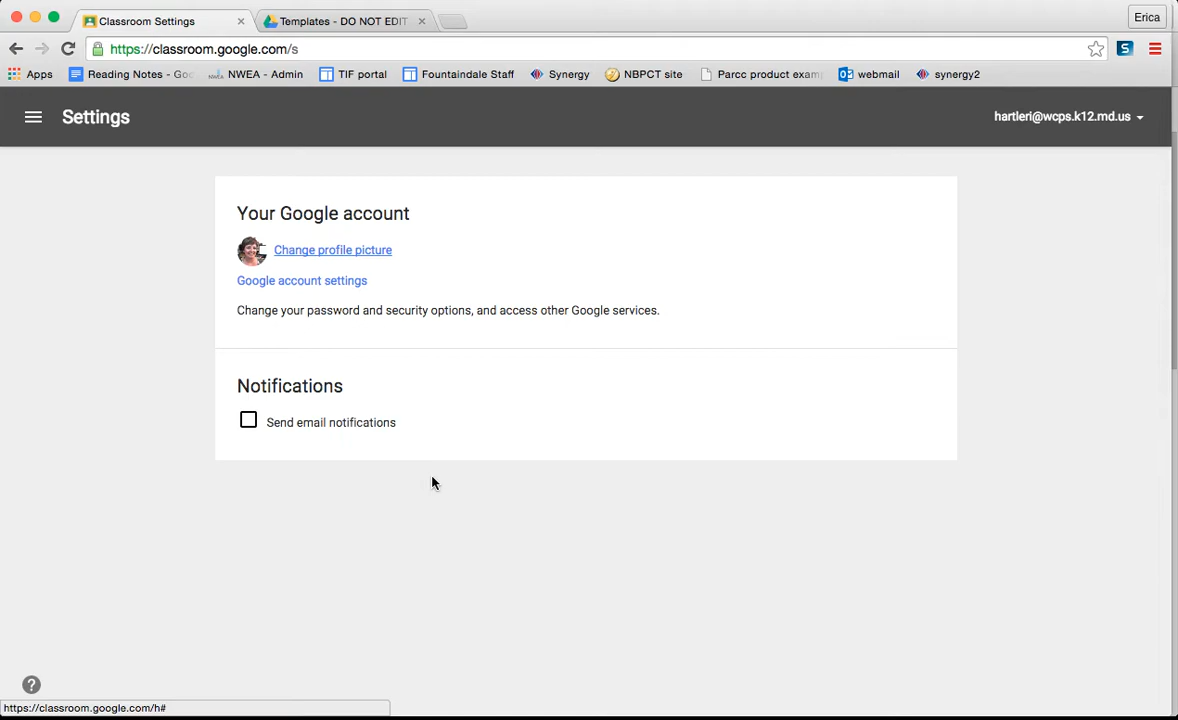 Classroom Settings
Templates - DO NOT EDIT
Erica
https://classroom.google.com/s
Apps
Reading Notes - Goo
NWEA - Admin
TIF portal
Fountaindale Staff
Synergy
NBPCT site
Parcc product exam
webmail
synergy2
Settings
hartleri@wcps.k12.md.us
Your Google account
Change profile picture
Google account settings
Change your password and security options, and access other Google services.
Notifications
Send email notifications
?
https://classroom.google.com/h#